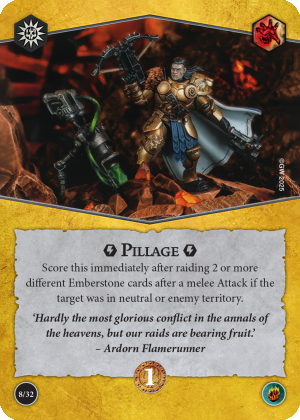 ©GW 2025
PILLAGE
Score this immediately after raiding 2 or more
different Emberstone cards after a melee Attack if the
target was in neutral or enemy territory.
‘Hardly the most glorious conflict in the annals of
the heavens, but our raids are bearing fruit.’
– Ardorn Flamerunner
1
8/32